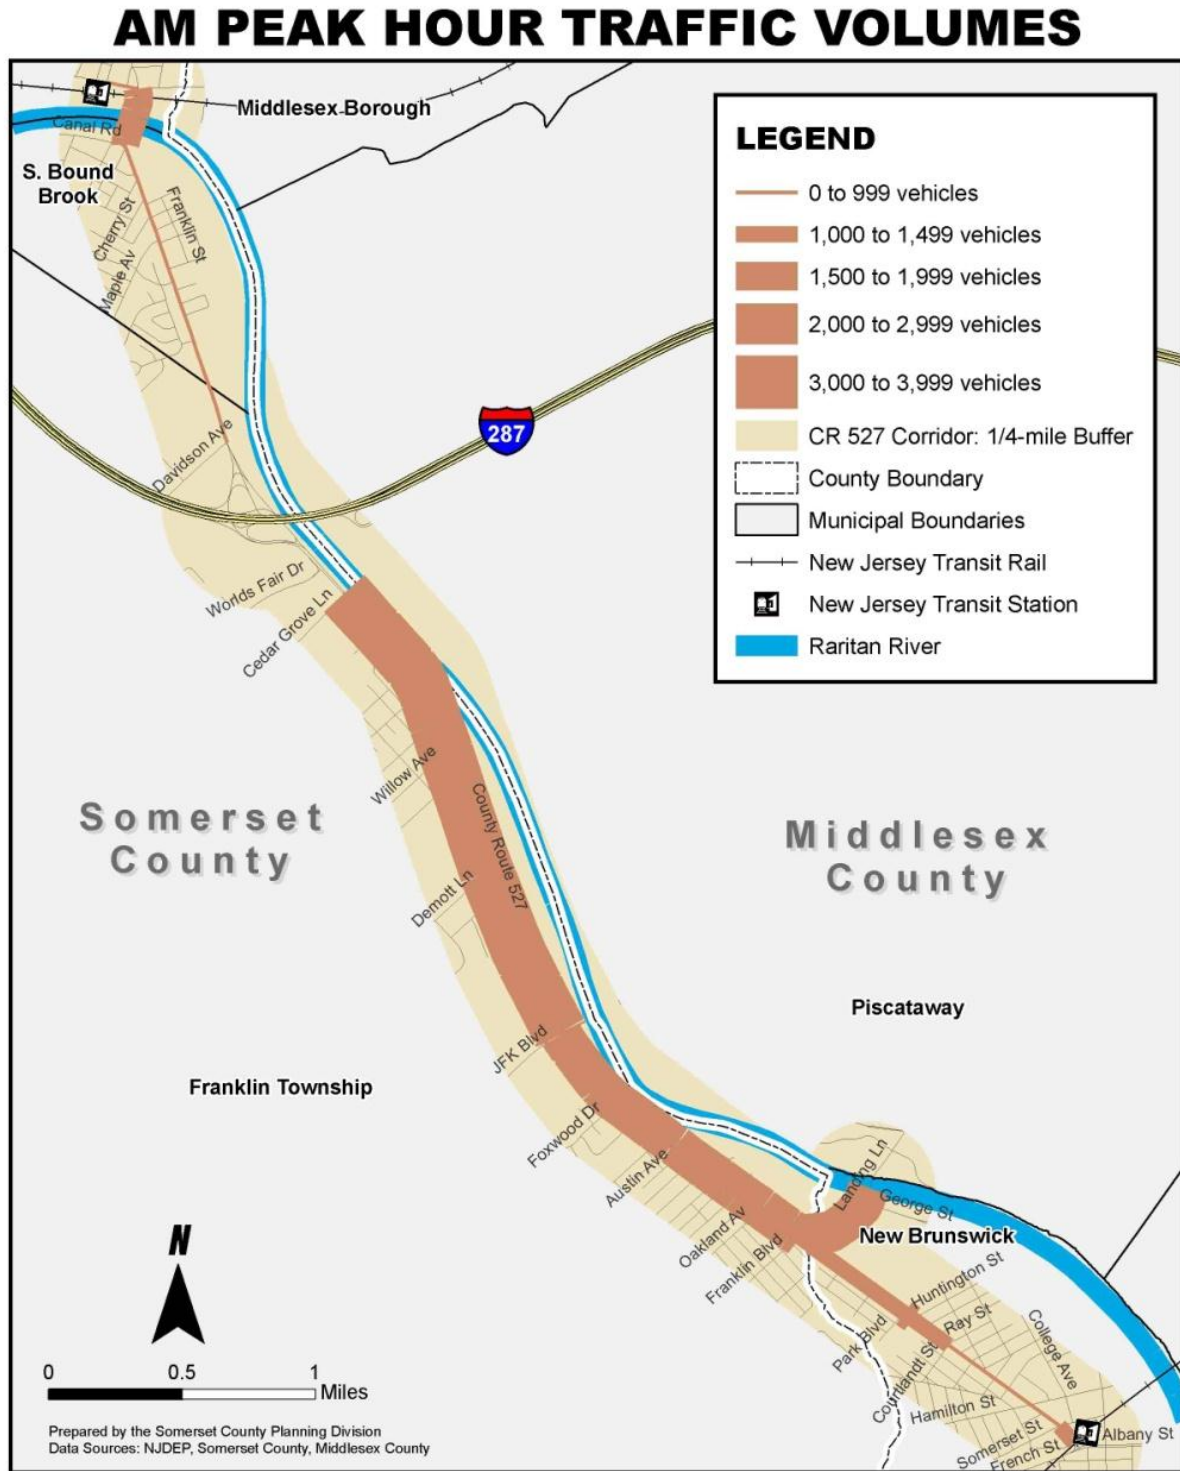 AM PEAK HOUR TRAFFIC VOLUMES
Middlesex Borough
Canal Rd
S. Bound
Brook
Cherry St
Franklin St
Maple Av
LEGEND
0 to 999 vehicles
1,000 to 1,499 vehicles
1,500 to 1,999 vehicles
2,000 to 2,999 vehicles
3,000 to 3,999 vehicles
CR 527 Corridor: 1/4-mile Buffer
County Boundary
Municipal Boundaries
New Jersey Transit Rail
New Jersey Transit Station
Raritan River
287
Davidson Ave
Worlds Fair Dr
Cedar Grove Ln
Willow Ave
County Route 527
Somerset
County
Middlesex
County
Demott Ln
Piscataway
JFK Blvd
Franklin Township
Foxwood Dr
Austin Ave
Landing Ln
George St
New Brunswick
Oakland Av
Franklin Blvd
Huntington St
Ray St
Park Blvd
College Ave
Courtlandt St
Hamilton St
Somerset St
French St
Albany St
N
0
0.5
1
Miles
Prepared by the Somerset County Planning Division
Data Sources: NJDEP, Somerset County, Middlesex County